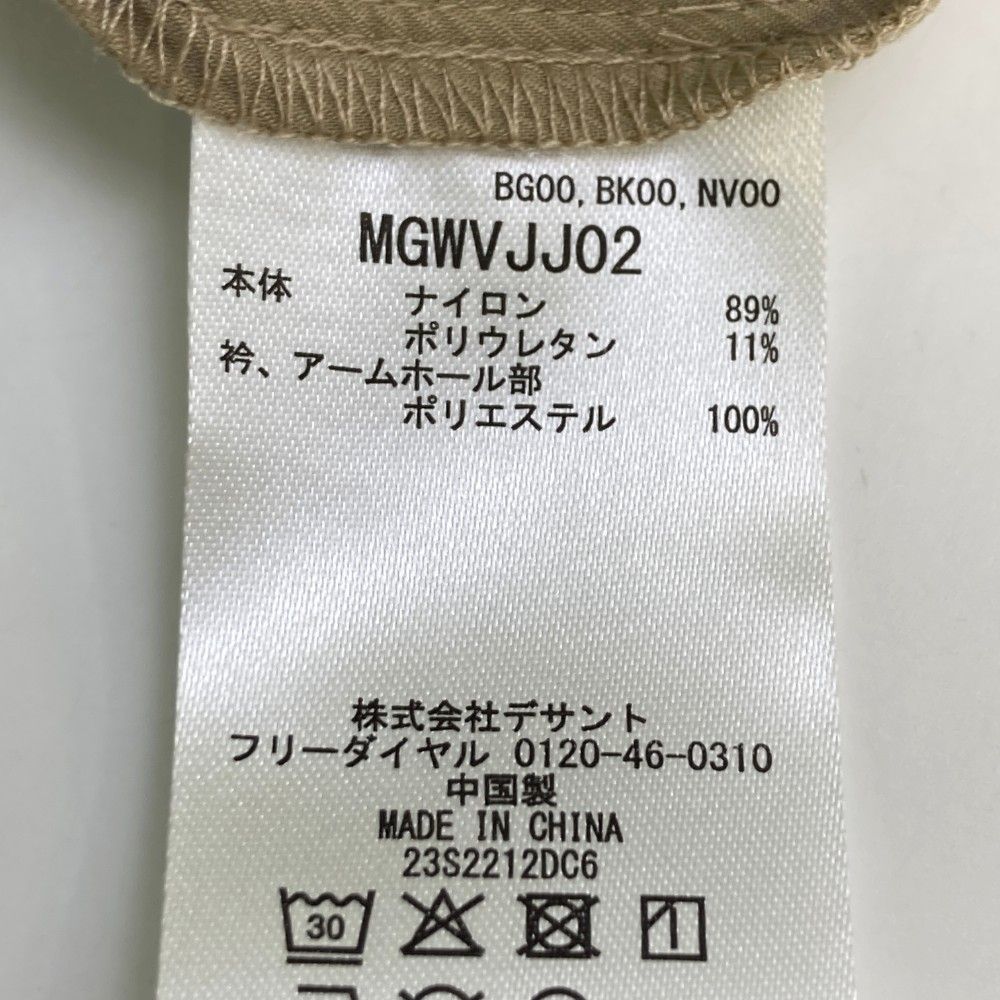 BG00, BK00, NV00
MGWVJJ02
本体 ナイロン 89%
ポリウレタン 11%
衿、アームホール部
ポリエステル 100%
株式会社デサント
フリーダイヤル 0120-46-0310
中国製
MADE IN CHINA
23S2212DC6
30